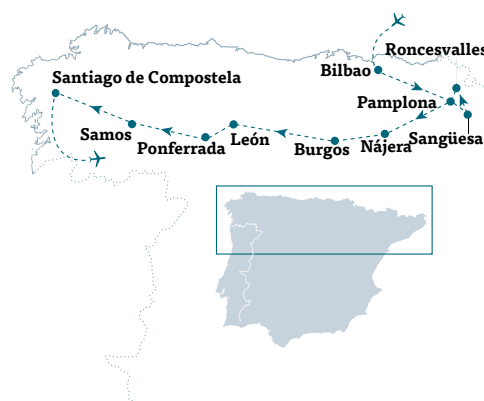 Roncesvalles
Bilbao
Santiago de Compostela
Pamplona
Samos
Ponferrada
León
Burgos
Nájera
Sangüesa